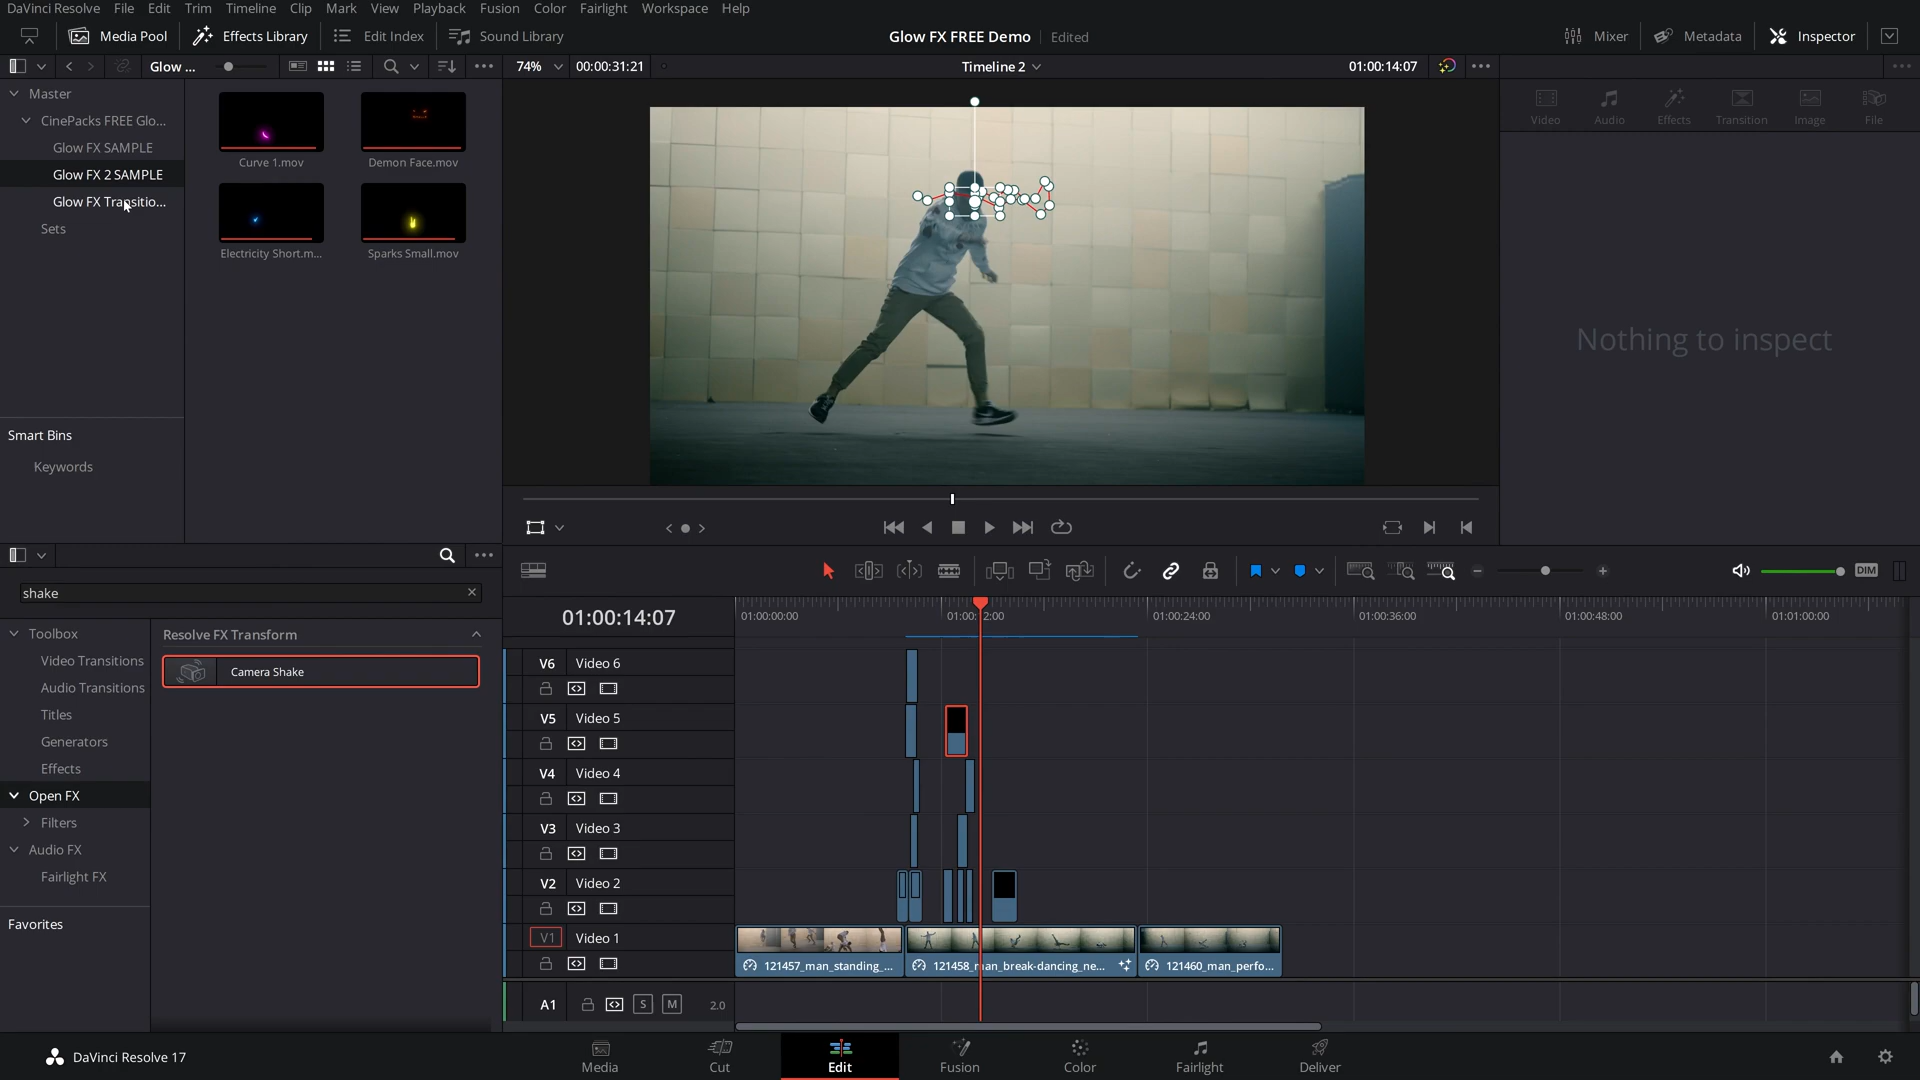 DaVinci Resolve File Edit Trim Timeline Clip Mark View Playback Fusion Color Fairlight Workspace Help
Media Pool Effects Library Edit Index Sound Library Glow FX FREE Demo Edited Mixer Metadata Inspector
Glow ... 74% 00:00:31:21 Timeline 2 01:00:14:07
Master
CinePacks FREE Glo...
Glow FX SAMPLE
Glow FX 2 SAMPLE
Glow FX Transitio...
Sets
Curve 1.mov Demon Face.mov
Electricity Short.m... Sparks Small.mov
Smart Bins
Keywords
Video Audio Effects Transition Image File
Nothing to inspect
shake
Toolbox
Video Transitions
Audio Transitions
Titles
Generators
Effects
Open FX
Filters
Audio FX
Fairlight FX
Favorites
Resolve FX Transform
Camera Shake
DIM
01:00:14:07
01:00:00:00 01:00:12:00 01:00:24:00 01:00:36:00 01:00:48:00 01:01:00:00
V6 Video 6
V5 Video 5
V4 Video 4
V3 Video 3
V2 Video 2
V1 Video 1
121457_man_standing_... 121458_man_break-dancing_ne... 121460_man_perfo...
A1 S M 2.0
DaVinci Resolve 17
Media Cut Edit Fusion Color Fairlight Deliver